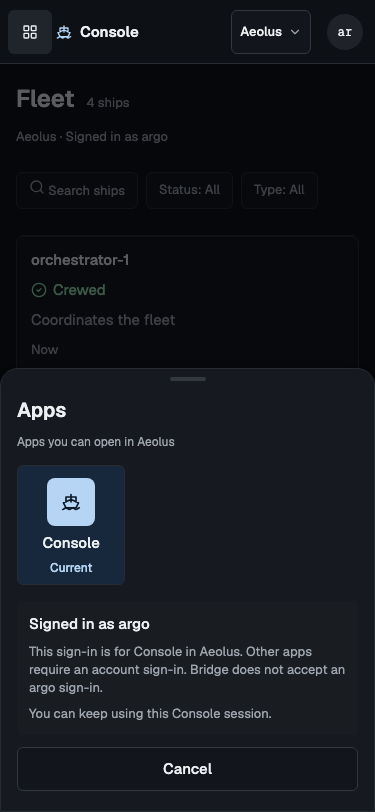 Console
Aeolus
ar
Fleet 4 ships
Aeolus · Signed in as argo
Search ships
Status: All
Type: All
orchestrator-1
Crewed
Coordinates the fleet
Now
Apps
Apps you can open in Aeolus
Console
Current
Signed in as argo
This sign-in is for Console in Aeolus. Other apps
require an account sign-in. Bridge does not accept an
argo sign-in.
You can keep using this Console session.
Cancel